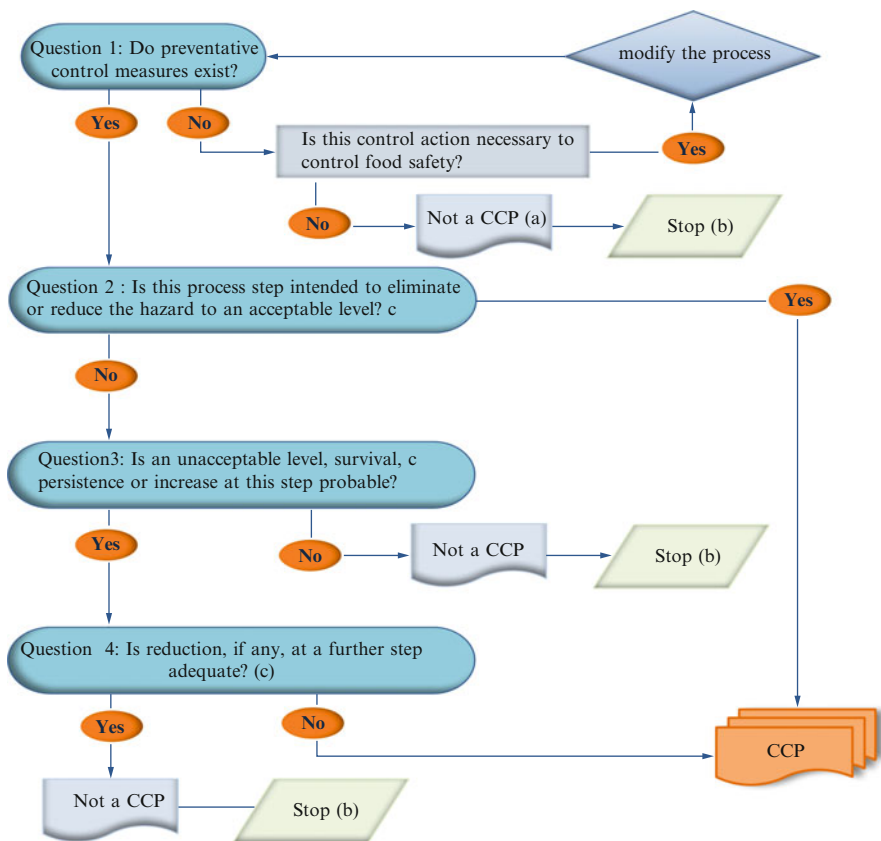 Question 1: Do preventative
control measures exist?
modify the process
Yes
No
Is this control action necessary to
control food safety?
Yes
No
Not a CCP (a)
Stop (b)
Question 2 : Is this process step intended to eliminate
or reduce the hazard to an acceptable level? c
Yes
No
Question3: Is an unacceptable level, survival, c
persistence or increase at this step probable?
Yes
No
Not a CCP
Stop (b)
Question 4: Is reduction, if any, at a further step
adequate? (c)
Yes
No
CCP
Not a CCP
Stop (b)